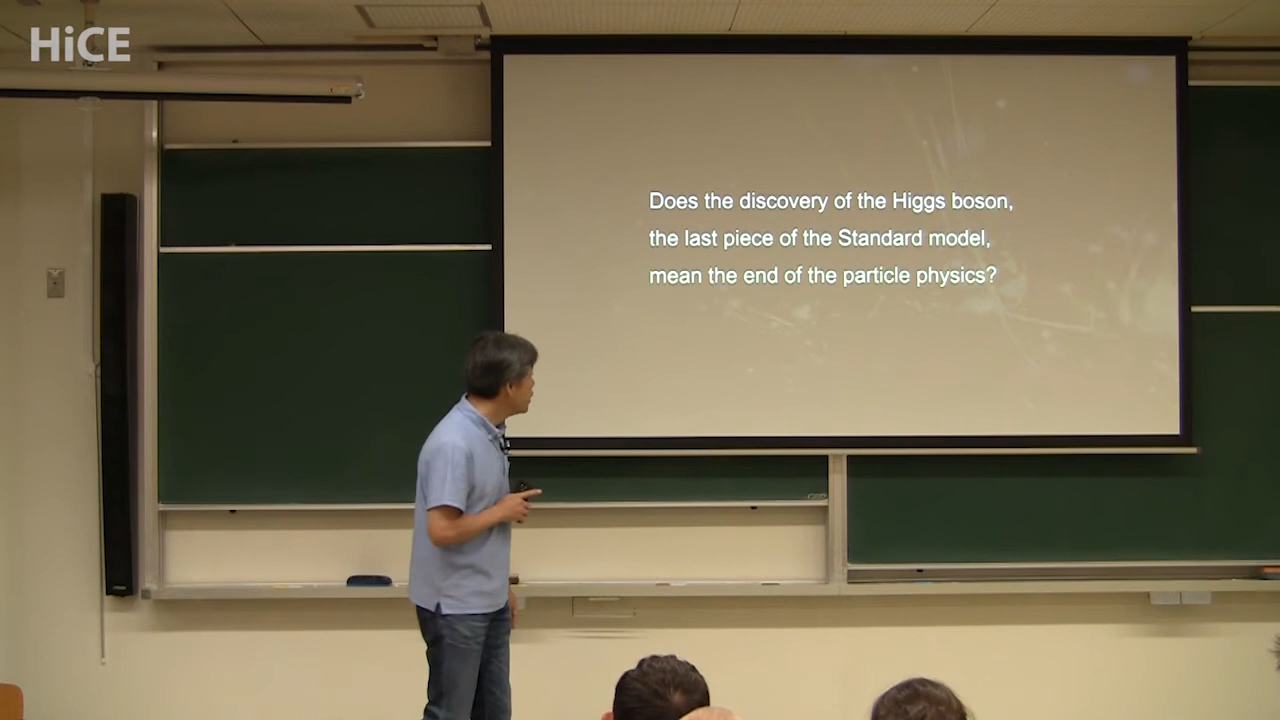 HiCE
Does the discovery of the Higgs boson,
the last piece of the Standard model,
mean the end of the particle physics?